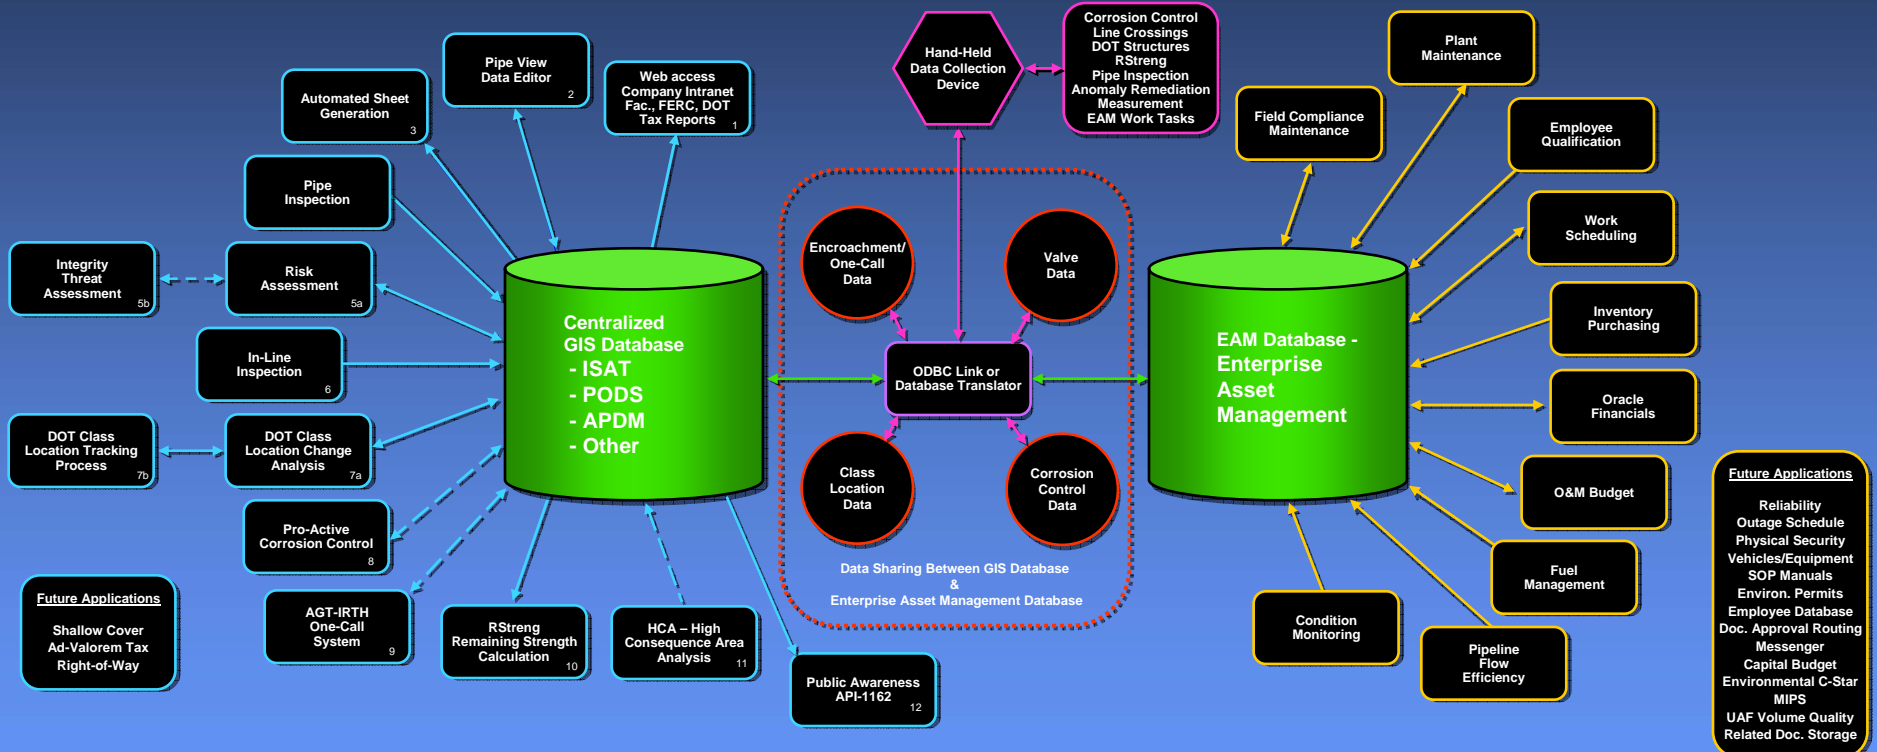 Corrosion Control
Line Crossings
DOT Structures
RStreng
Pipe Inspection
Anomaly Remediation
Measurement
EAM Work Tasks
Hand-Held
Data Collection
Device
Plant
Maintenance
Pipe View
Data Editor
2
Web access
Company Intranet
Fac., FERC, DOT
Tax Reports
1
Automated Sheet
Generation
3
Field Compliance
Maintenance
Employee
Qualification
Pipe
Inspection
Work
Scheduling
Integrity
Threat
Assessment
5b
Risk
Assessment
5a
Encroachment/
One-Call
Data
Valve
Data
Inventory
Purchasing
In-Line
Inspection
6
Centralized
GIS Database
- ISAT
- PODS
- APDM
- Other
ODBC Link or
Database Translator
EAM Database -
Enterprise
Asset
Management
Oracle
Financials
DOT Class
Location Tracking
Process
7b
DOT Class
Location Change
Analysis
7a
Class
Location
Data
Corrosion
Control
Data
O&M Budget
Pro-Active
Corrosion Control
8
Data Sharing Between GIS Database
&
Enterprise Asset Management Database
Fuel
Management
Future Applications
Shallow Cover
Ad-Valorem Tax
Right-of-Way
AGT-IRTH
One-Call
System
9
RStreng
Remaining Strength
Calculation
10
HCA – High
Consequence Area
Analysis
11
Public Awareness
API-1162
12
Condition
Monitoring
Pipeline
Flow
Efficiency
Future Applications
Reliability
Outage Schedule
Physical Security
Vehicles/Equipment
SOP Manuals
Environ. Permits
Employee Database
Doc. Approval Routing
Messenger
Capital Budget
Environmental C-Star
MIPS
UAF Volume Quality
Related Doc. Storage